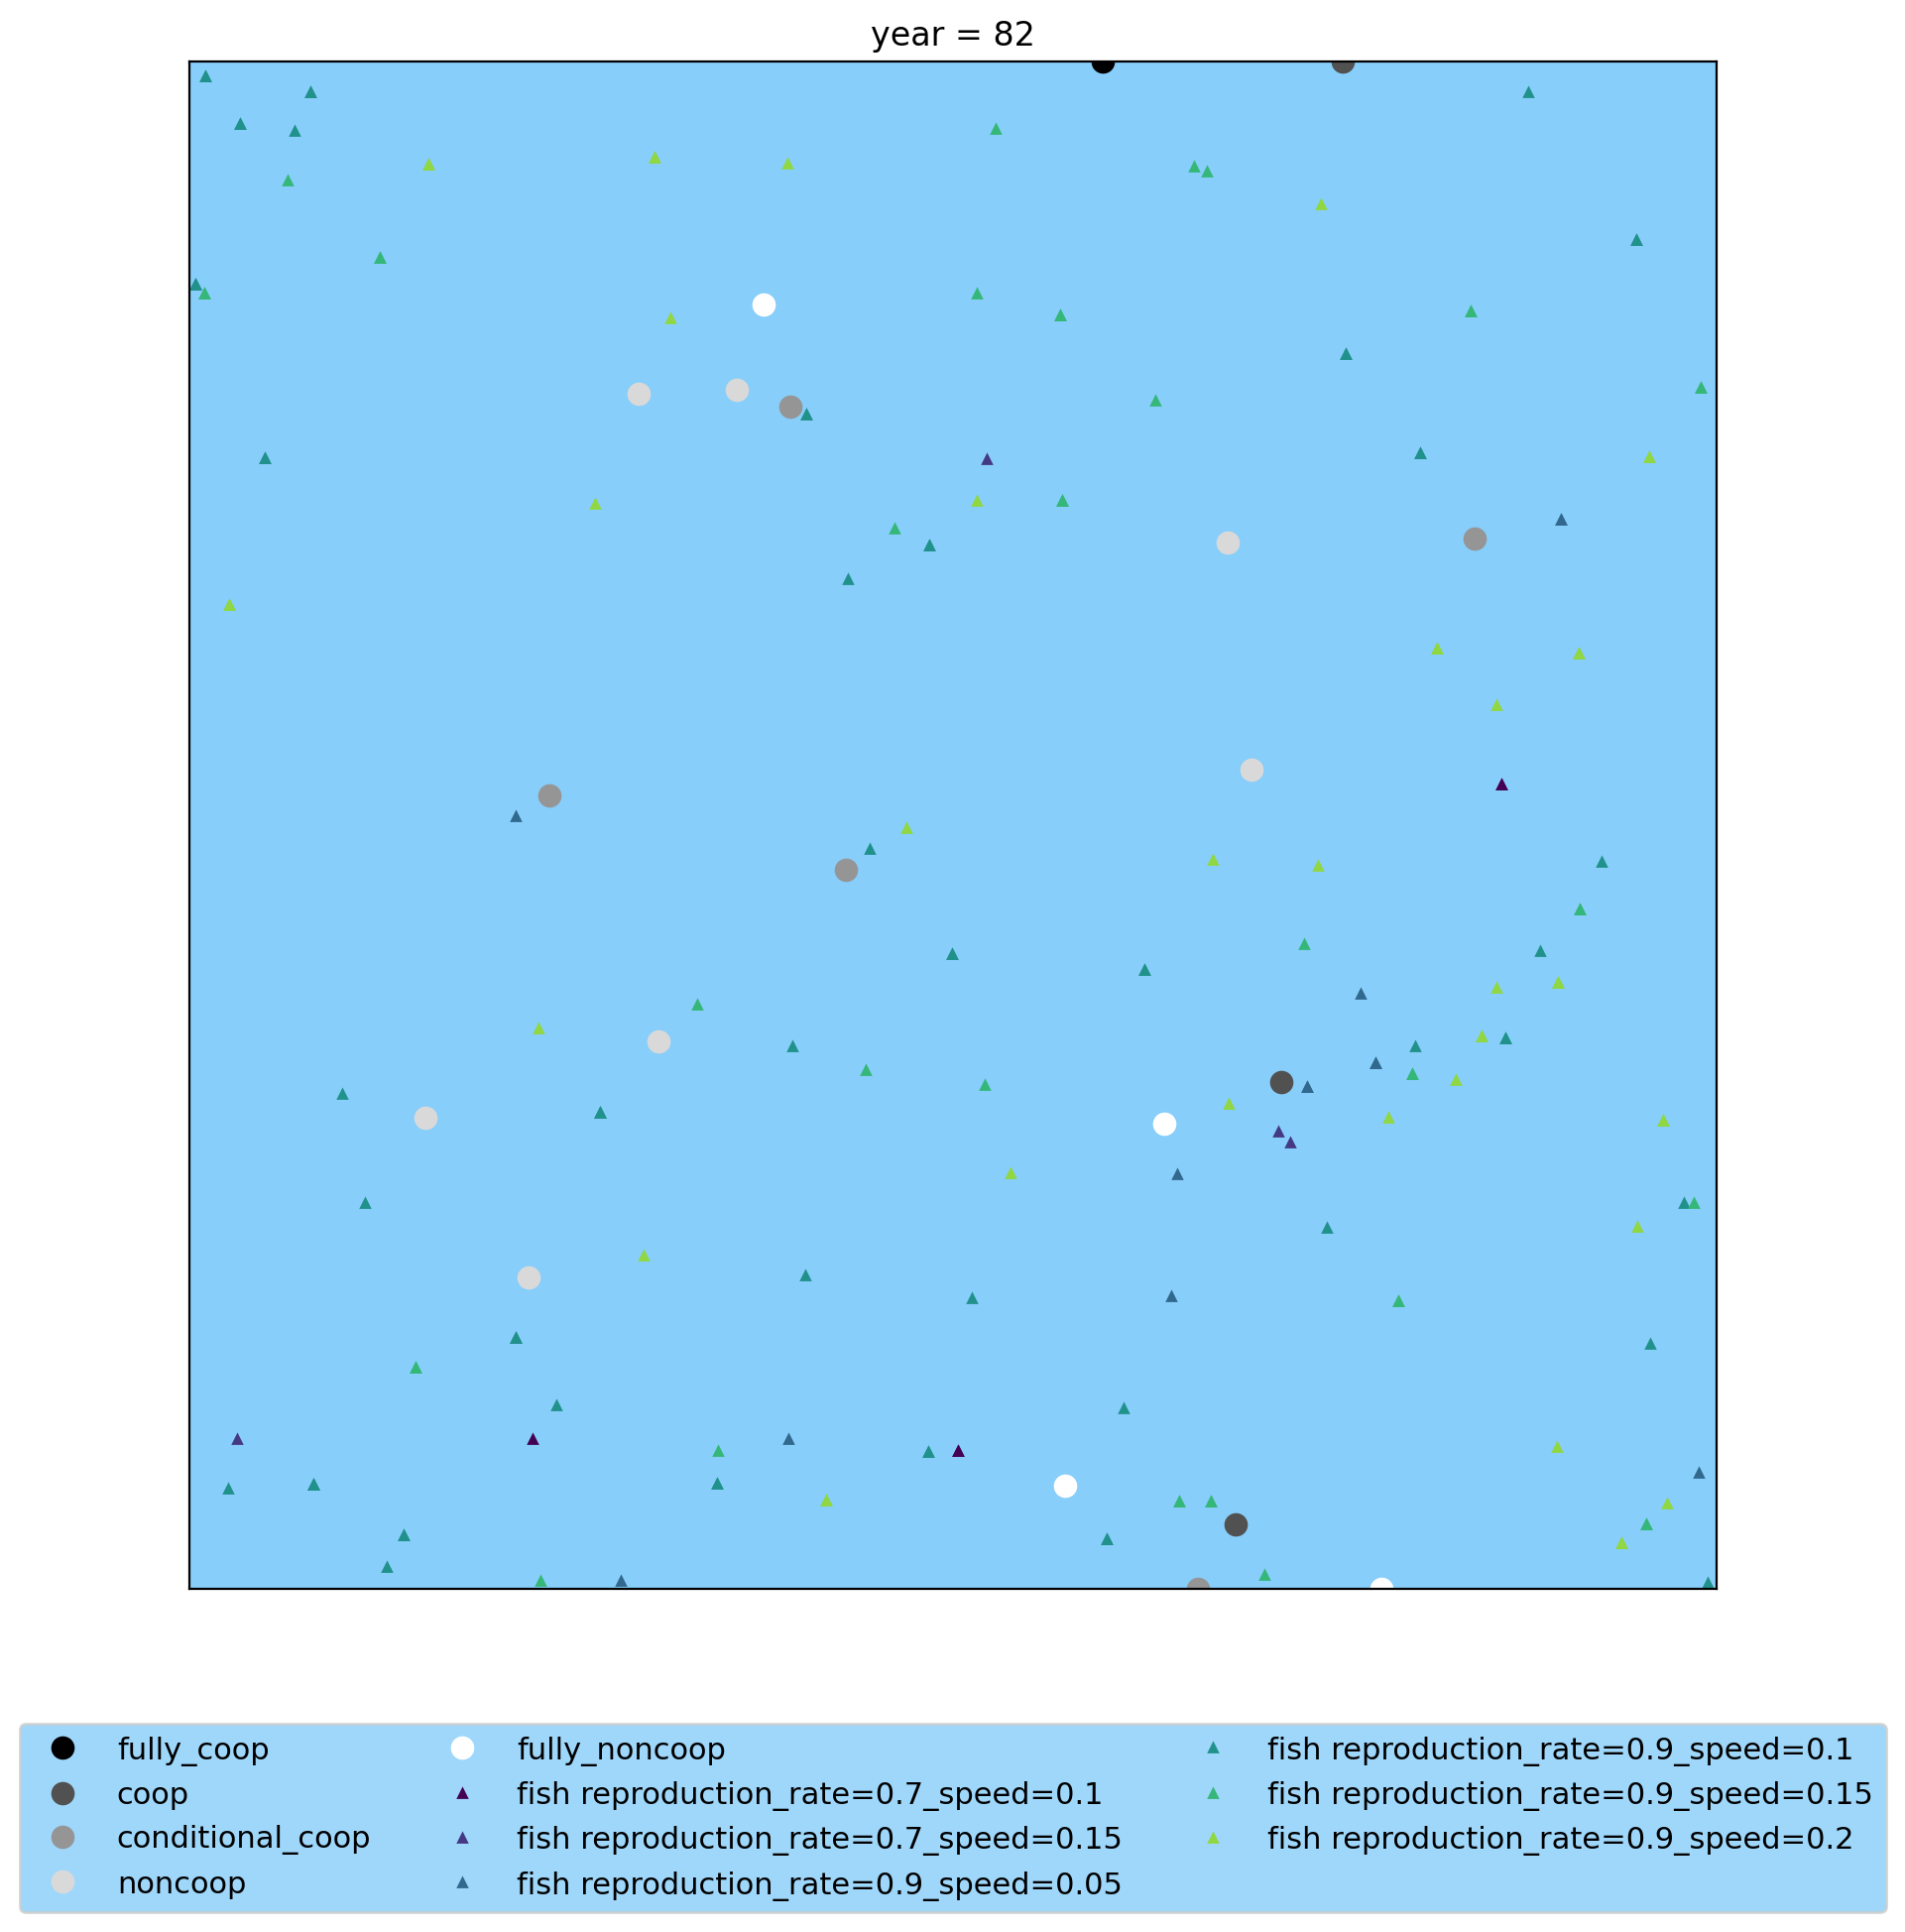 year = 82
fully_coop
coop
conditional_coop
noncoop
fully_noncoop
fish reproduction_rate=0.7_speed=0.1
fish reproduction_rate=0.7_speed=0.15
fish reproduction_rate=0.9_speed=0.05
fish reproduction_rate=0.9_speed=0.1
fish reproduction_rate=0.9_speed=0.15
fish reproduction_rate=0.9_speed=0.2